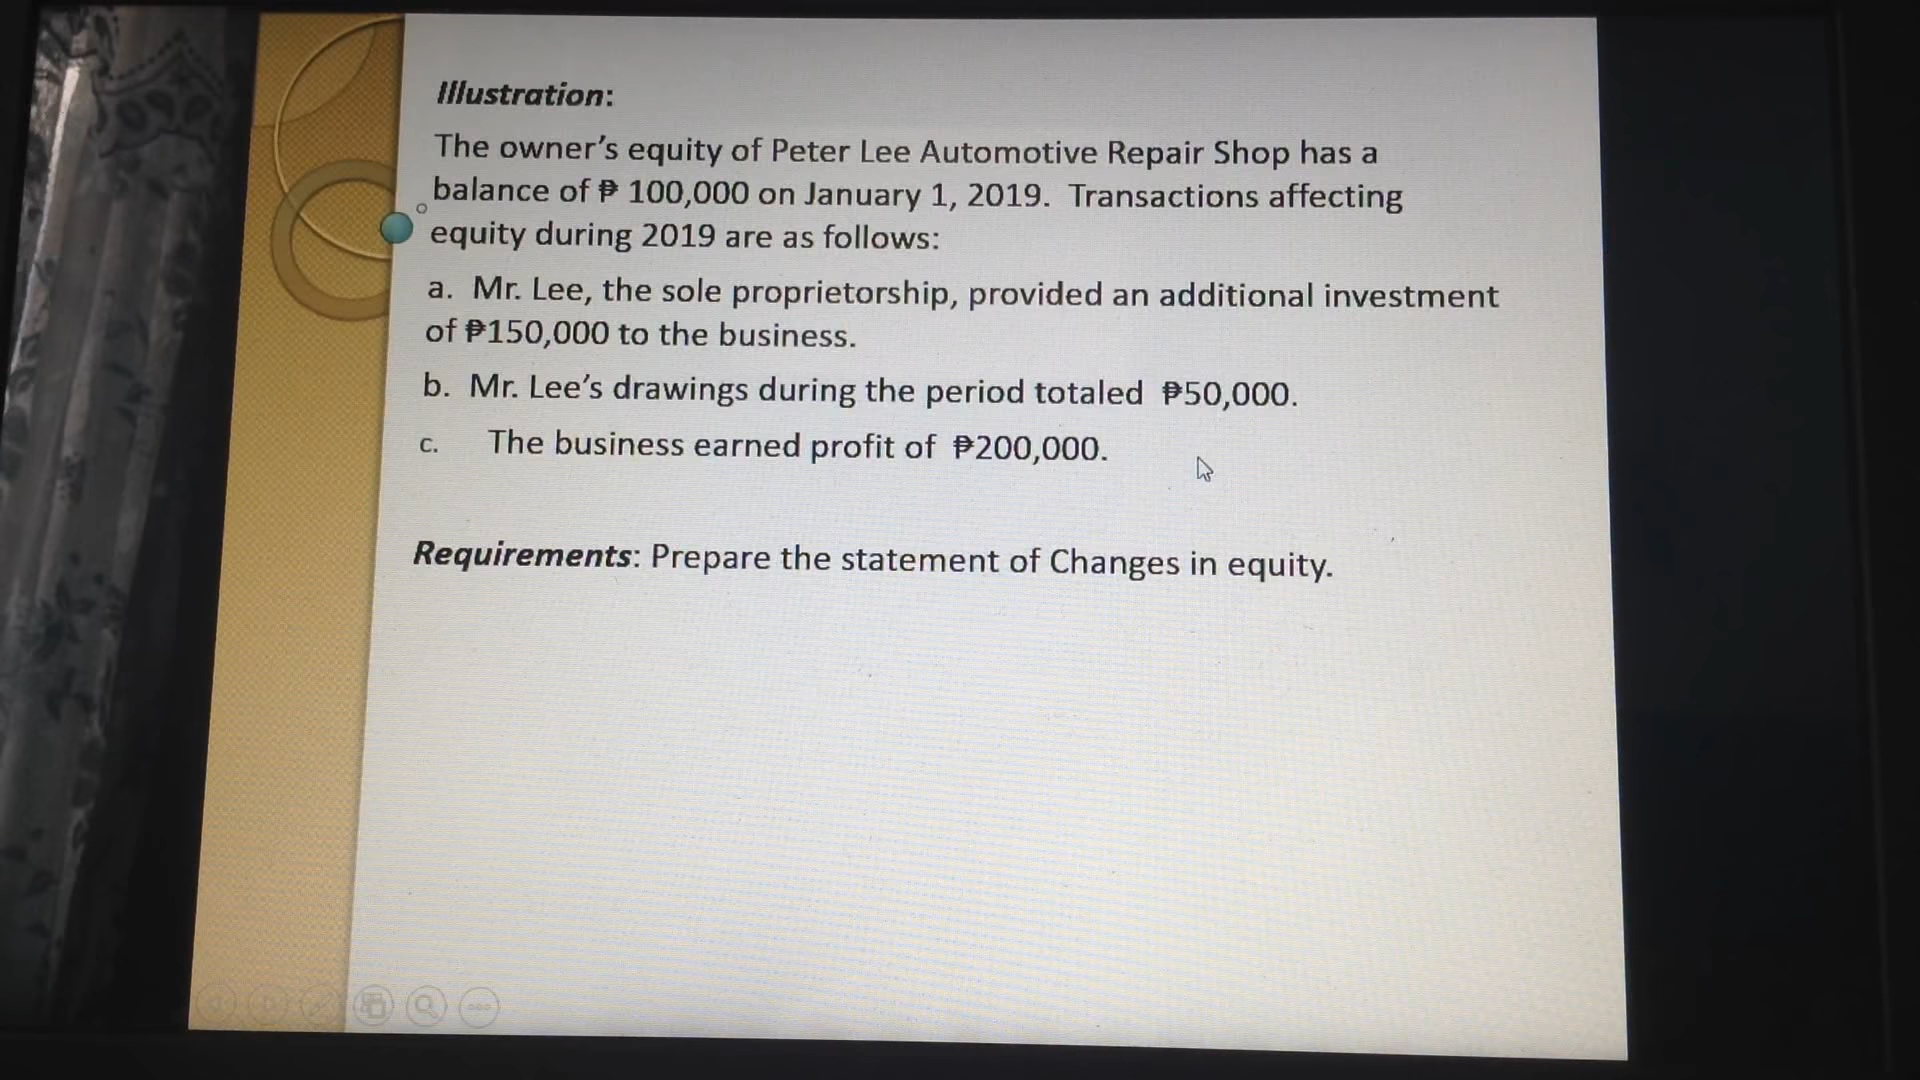 Illustration:
The owner's equity of Peter Lee Automotive Repair Shop has a
balance of ₱ 100,000 on January 1, 2019. Transactions affecting
equity during 2019 are as follows:
a. Mr. Lee, the sole proprietorship, provided an additional investment
of ₱150,000 to the business.
b. Mr. Lee's drawings during the period totaled ₱50,000.
c. The business earned profit of ₱200,000.
Requirements: Prepare the statement of Changes in equity.